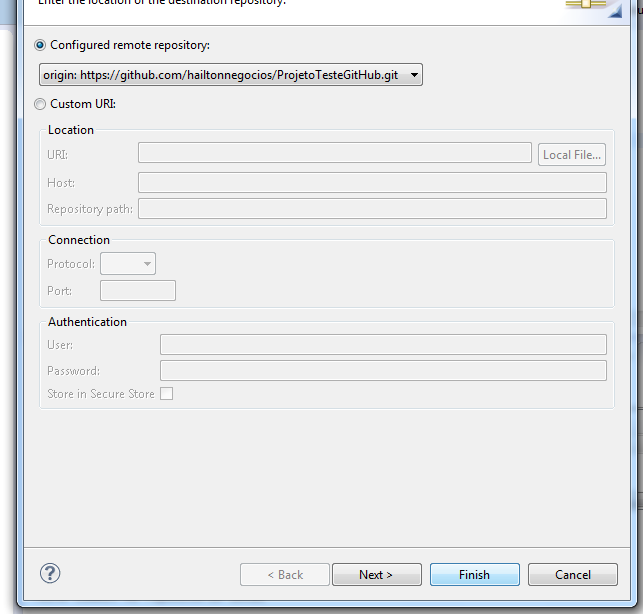 Enter the location of the destination repository.
Configured remote repository:
origin: https://github.com/hailtonnegocios/ProjetoTesteGitHub.git
Custom URI:
Location
URI:
Local File...
Host:
Repository path:
Connection
Protocol:
Port:
Authentication
User:
Password:
Store in Secure Store
?
< Back
Next >
Finish
Cancel